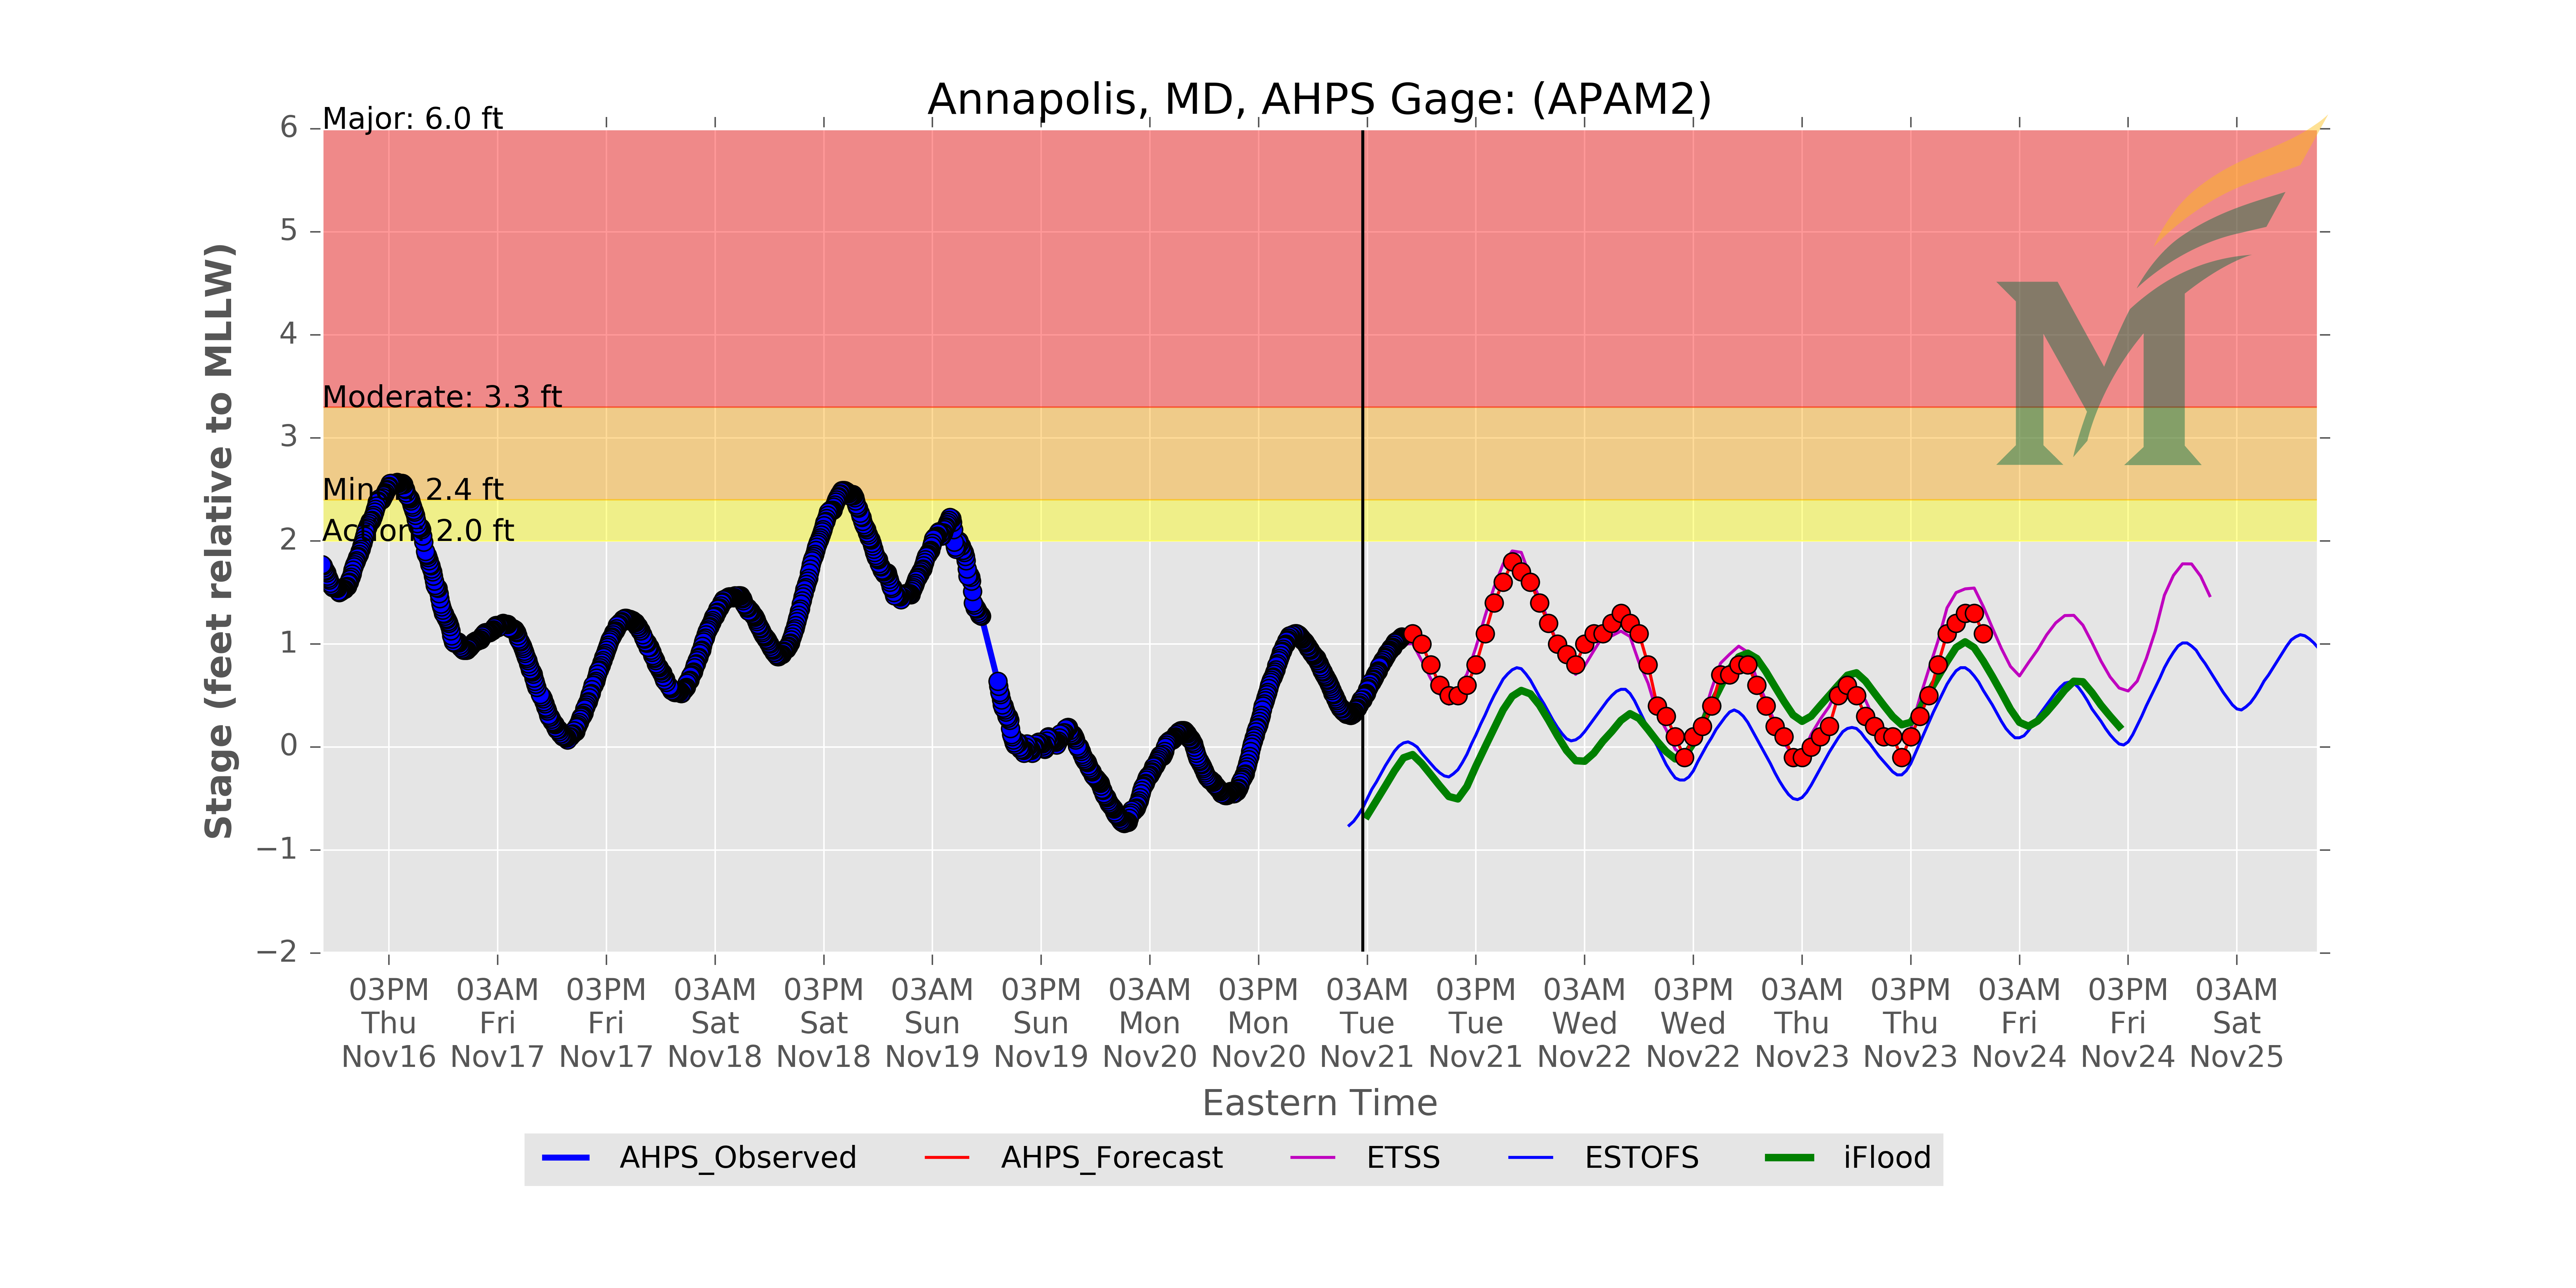 Annapolis, MD, AHPS Gage: (APAM2)
Major: 6.0 ft
Moderate: 3.3 ft
Minor: 2.4 ft
Action: 2.0 ft
6
5
4
3
2
1
0
−1
−2
Stage (feet relative to MLLW)
03PM 03AM 03PM 03AM 03PM 03AM 03PM 03AM 03PM 03AM 03PM 03AM 03PM 03AM 03PM 03AM 03PM 03AM
Thu Fri Fri Sat Sat Sun Sun Mon Mon Tue Tue Wed Wed Thu Thu Fri Fri Sat
Nov16 Nov17 Nov17 Nov18 Nov18 Nov19 Nov19 Nov20 Nov20 Nov21 Nov21 Nov22 Nov22 Nov23 Nov23 Nov24 Nov24 Nov25
Eastern Time
AHPS_Observed AHPS_Forecast ETSS ESTOFS iFlood
M